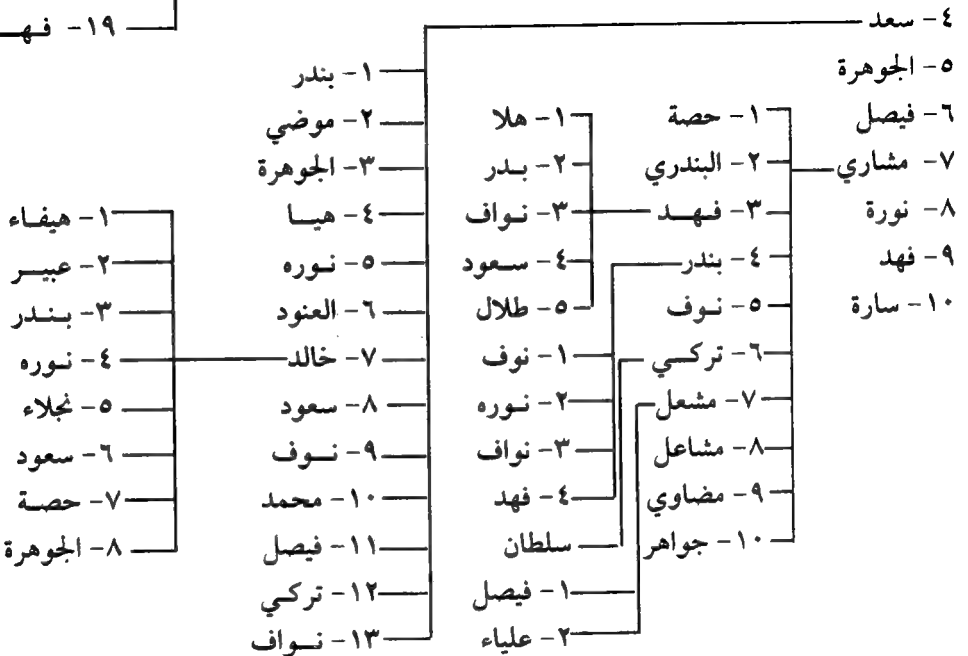 ١٩- فهـ
٤- سعد
٥- الجوهرة
٦- فيصل
٧- مشاري
٨- نورة
٩- فهد
١٠- سارة
١- حصة
٢- البندري
٣- فـهـد
٤- بندر
٥- نـوف
٦- تركـي
٧- مشعل
٨- مشاعل
٩- مضاوي
١٠- جواهر
١- هلا
٢- بـدر
٣- نـواف
٤- سـعود
٥- طلال
١- نوف
٢- نـوره
٣- نواف
٤- فهد
سلطان
١- فيصل
٢- علياء
١- بندر
٢- موضي
٣- الجوهرة
٤- هيـا
٥- نـوره
٦- العنود
٧- خالد
٨- سعود
٩- نـوف
١٠- محمد
١١- فيصل
١٢- تركـي
١٣- نـواف
١- هيفـاء
٢- عبيـر
٣- بـنـدر
٤- نـوره
٥- نجلاء
٦- سعود
٧- حصـة
٨- الجوهرة